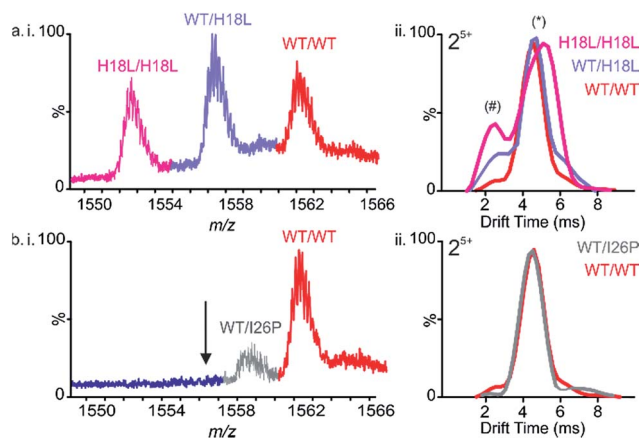 a. i. 100
H18L/H18L
WT/H18L
WT/WT
%
0
1550 1554 1558 1562 1566
m/z
ii. 100
2⁵⁺
(#)
(*)
H18L/H18L
WT/H18L
WT/WT
%
0
2 4 6 8
Drift Time (ms)
b. i. 100
WT/I26P
WT/WT
%
0
1550 1554 1558 1562 1566
m/z
ii. 100
2⁵⁺
WT/I26P
WT/WT
%
0
2 4 6 8
Drift Time (ms)